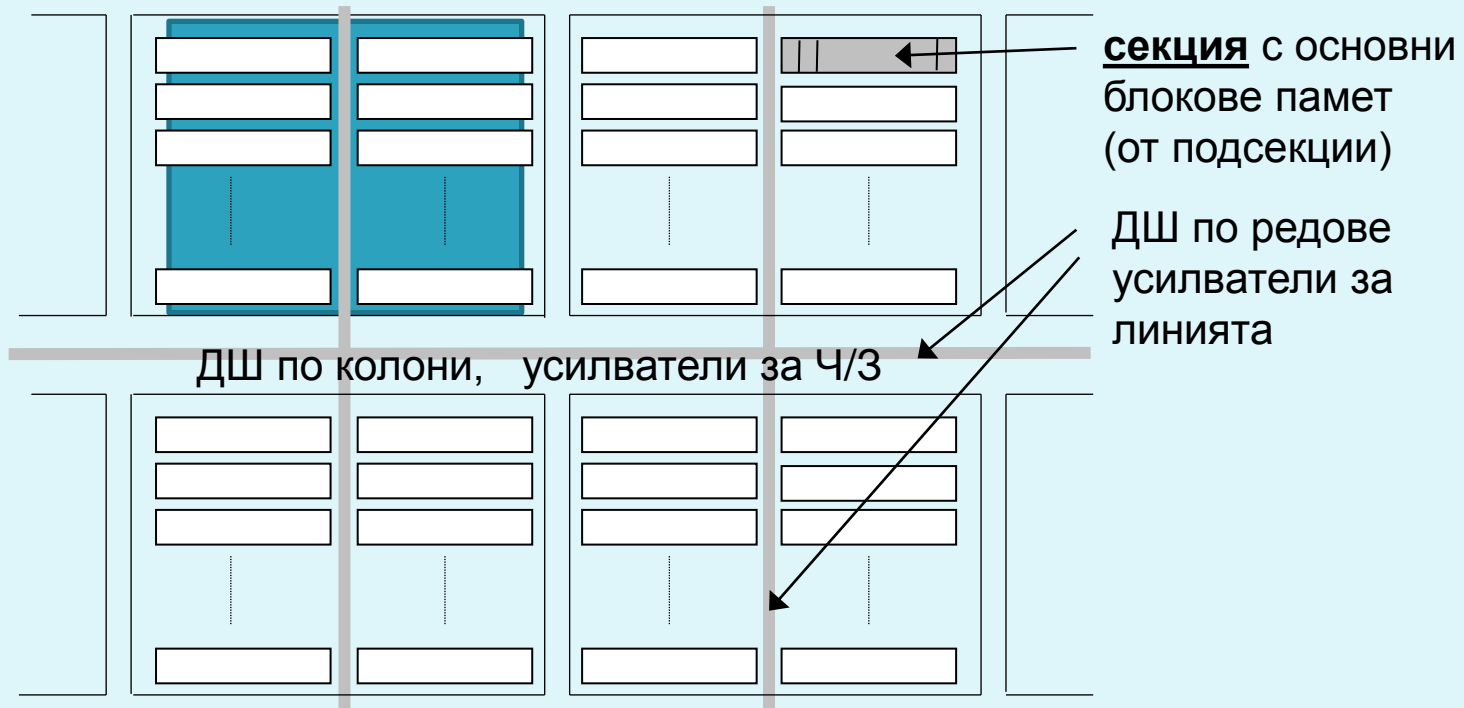 секция с основни
блокове памет
(от подсекции)
ДШ по редове
усилватели за
линията
ДШ по колони, усилватели за Ч/З